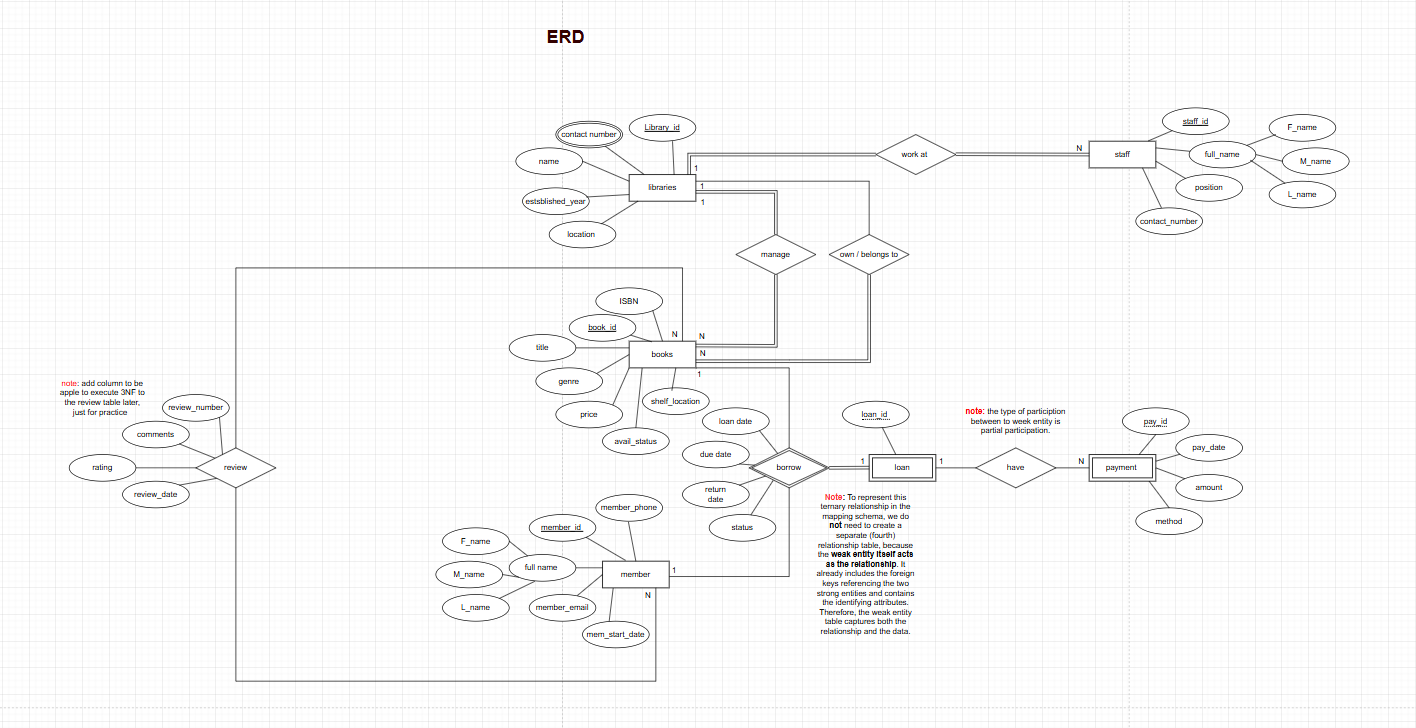 ERD
contact number
Library_id
name
estsblished_year
location
libraries
1
1
1
work at
N
staff
staff_id
full_name
F_name
M_name
L_name
position
contact_number
manage
own / belongs to
ISBN
book_id
title
genre
price
avail_status
shelf_location
books
N
N
N
1
note: add column to be
apple to execute 3NF to
the review table later,
just for practice
review_number
comments
rating
review_date
review
loan date
due date
return
date
status
borrow
1
loan_id
loan
1
note: the type of particiption
between to week entity is
partial participation.
have
N
payment
pay_id
pay_date
amount
method
Note: To represent this
ternary relationship in the
mapping schema, we do
not need to create a
separate (fourth)
relationship table, because
the weak entity itself acts
as the relationship. It
already includes the foreign
keys referencing the two
strong entities and contains
the identifying attributes.
Therefore, the weak entity
table captures both the
relationship and the data.
member_phone
member_id
F_name
M_name
L_name
full name
member_email
mem_start_date
member
1
N